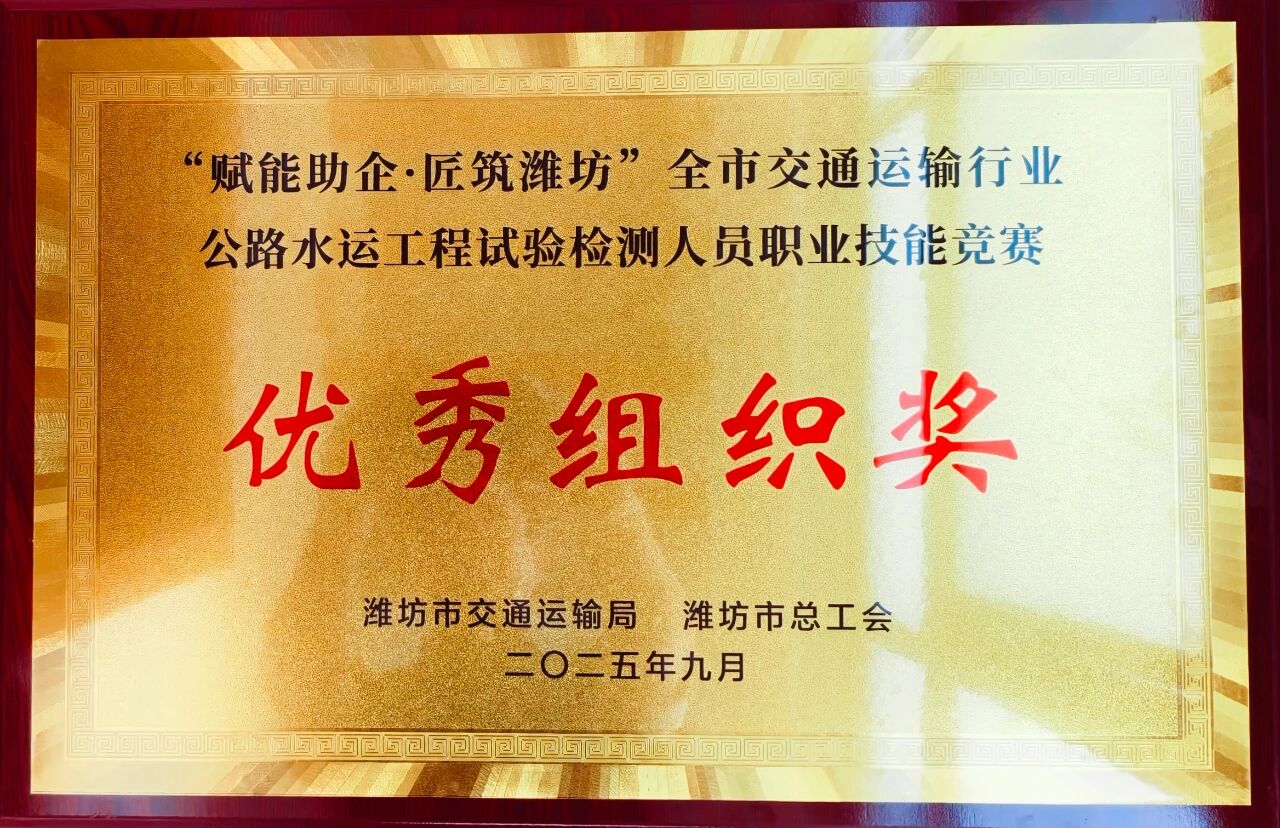 “赋能助企·匠筑潍坊”全市交通运输行业
公路水运工程试验检测人员职业技能竞赛
优秀组织奖
潍坊市交通运输局 潍坊市总工会
二〇二五年九月